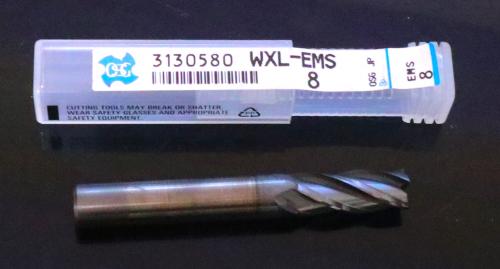 OSG 3130580 WXL-EMS
8
OSG JP
EMS
8
CUTTING TOOLS MAY BREAK OR SHATTER.
WEAR SAFETY GLASSES AND APPROPRIATE
SAFETY EQUIPMENT.